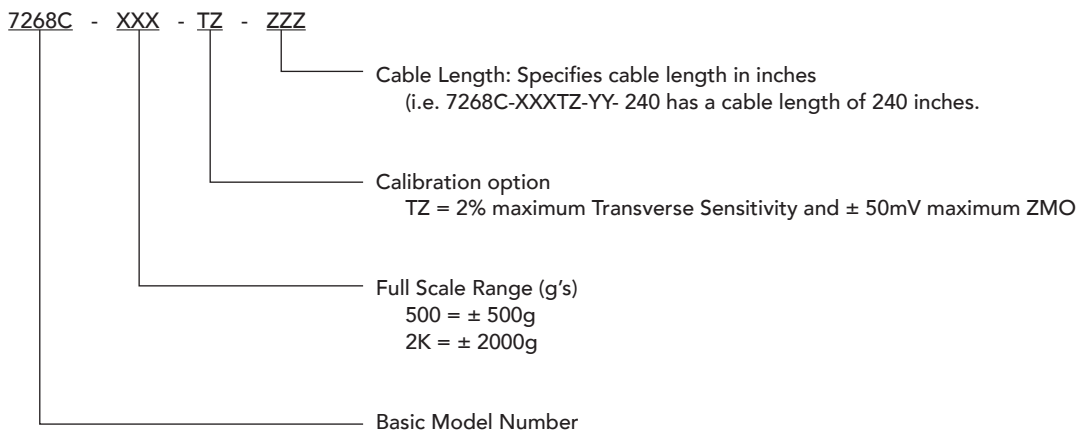 7268C - XXX - TZ - ZZZ
Cable Length: Specifies cable length in inches
(i.e. 7268C-XXXTZ-YY- 240 has a cable length of 240 inches.
Calibration option
TZ = 2% maximum Transverse Sensitivity and ± 50mV maximum ZMO
Full Scale Range (g's)
500 = ± 500g
2K = ± 2000g
Basic Model Number